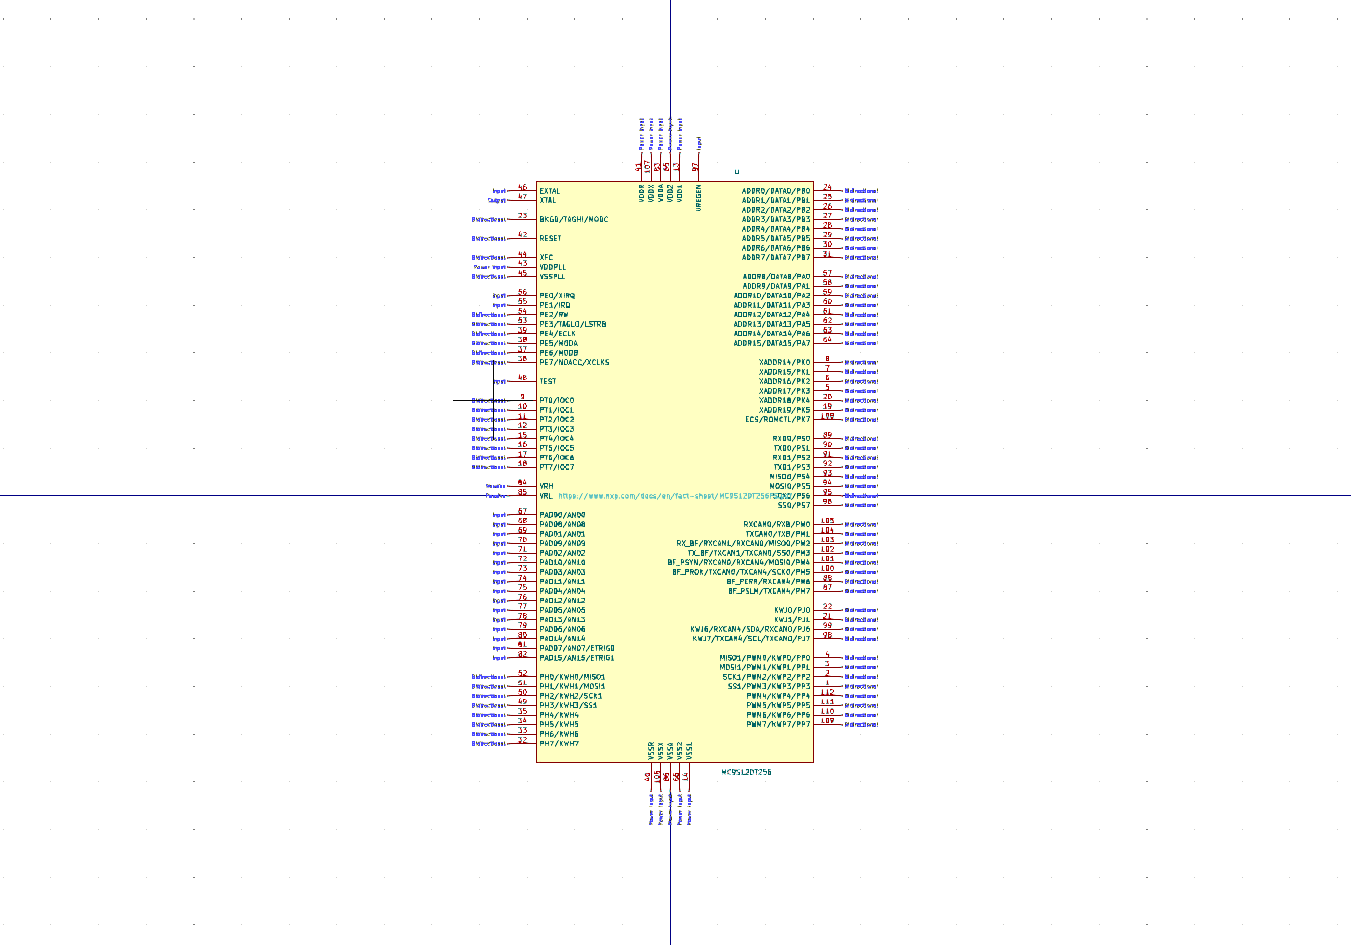 Power Input 41 VDDR
Power Input 107 VDDX
Power Input 83 VDDA
Power Input 65 VDD2
Power Input 13 VDD1
Input 97 VREGEN
U
Input 46 EXTAL
Output 47 XTAL
Bidirectional 23 BKGD/TAGHI/MODC
Bidirectional 42 RESET
Bidirectional 44 XFC
Power Input 43 VDDPLL
Bidirectional 45 VSSPLL
Input 56 PE0/XIRQ
Input 55 PE1/IRQ
Bidirectional 54 PE2/RW
Bidirectional 53 PE3/TAGLO/LSTRB
Bidirectional 39 PE4/ECLK
Bidirectional 38 PE5/MODA
Bidirectional 37 PE6/MODB
Bidirectional 36 PE7/NOACC/XCLKS
Input 48 TEST
Bidirectional 9 PT0/IOC0
Bidirectional 10 PT1/IOC1
Bidirectional 11 PT2/IOC2
Bidirectional 12 PT3/IOC3
Bidirectional 15 PT4/IOC4
Bidirectional 16 PT5/IOC5
Bidirectional 17 PT6/IOC6
Bidirectional 18 PT7/IOC7
Passive 84 VRH
Passive 85 VRL
Input 67 PAD00/AN00
Input 68 PAD08/AN08
Input 69 PAD01/AN01
Input 70 PAD09/AN09
Input 71 PAD02/AN02
Input 72 PAD10/AN10
Input 73 PAD03/AN03
Input 74 PAD11/AN11
Input 75 PAD04/AN04
Input 76 PAD12/AN12
Input 77 PAD05/AN05
Input 78 PAD13/AN13
Input 79 PAD06/AN06
Input 80 PAD14/AN14
Input 81 PAD07/AN07/ETRIG0
Input 82 PAD15/AN15/ETRIG1
Bidirectional 52 PH0/KWH0/MISO1
Bidirectional 51 PH1/KWH1/MOSI1
Bidirectional 50 PH2/KWH2/SCK1
Bidirectional 49 PH3/KWH3/SS1
Bidirectional 35 PH4/KWH4
Bidirectional 34 PH5/KWH5
Bidirectional 33 PH6/KWH6
Bidirectional 32 PH7/KWH7
https://www.nxp.com/docs/en/fact-sheet/MC9S12DT256
ADDR0/DATA0/PB0 24 Bidirectional
ADDR1/DATA1/PB1 25 Bidirectional
ADDR2/DATA2/PB2 26 Bidirectional
ADDR3/DATA3/PB3 27 Bidirectional
ADDR4/DATA4/PB4 28 Bidirectional
ADDR5/DATA5/PB5 29 Bidirectional
ADDR6/DATA6/PB6 30 Bidirectional
ADDR7/DATA7/PB7 31 Bidirectional
ADDR8/DATA8/PA0 57 Bidirectional
ADDR9/DATA9/PA1 58 Bidirectional
ADDR10/DATA10/PA2 59 Bidirectional
ADDR11/DATA11/PA3 60 Bidirectional
ADDR12/DATA12/PA4 61 Bidirectional
ADDR13/DATA13/PA5 62 Bidirectional
ADDR14/DATA14/PA6 63 Bidirectional
ADDR15/DATA15/PA7 64 Bidirectional
XADDR14/PK0 8 Bidirectional
XADDR15/PK1 7 Bidirectional
XADDR16/PK2 6 Bidirectional
XADDR17/PK3 5 Bidirectional
XADDR18/PK4 20 Bidirectional
XADDR19/PK5 19 Bidirectional
ECS/ROMCTL/PK7 108 Bidirectional
RXD0/PS0 89 Bidirectional
TXD0/PS1 90 Bidirectional
RXD1/PS2 91 Bidirectional
TXD1/PS3 92 Bidirectional
MISO0/PS4 93 Bidirectional
MOSI0/PS5 94 Bidirectional
SCK0/PS6 95 Bidirectional
SS0/PS7 96 Bidirectional
RXCAN0/RXB/PM0 105 Bidirectional
TXCAN0/TXB/PM1 104 Bidirectional
RX_BF/RXCAN1/RXCAN0/MISO0/PM2 103 Bidirectional
TX_BF/TXCAN1/TXCAN0/SS0/PM3 102 Bidirectional
BF_PSYN/RXCAN0/RXCAN4/MOSI0/PM4 101 Bidirectional
BF_PROK/TXCAN0/TXCAN4/SCK0/PM5 100 Bidirectional
BF_PERR/RXCAN4/PM6 88 Bidirectional
BF_PSLM/TXCAN4/PM7 87 Bidirectional
KWJ0/PJ0 22 Bidirectional
KWJ1/PJ1 21 Bidirectional
KWJ6/RXCAN4/SDA/RXCAN0/PJ6 99 Bidirectional
KWJ7/TXCAN4/SCL/TXCAN0/PJ7 98 Bidirectional
MISO1/PWM0/KWP0/PP0 4 Bidirectional
MOSI1/PWM1/KWP1/PP1 3 Bidirectional
SCK1/PWM2/KWP2/PP2 2 Bidirectional
SS1/PWM3/KWP3/PP3 1 Bidirectional
PWM4/KWP4/PP4 112 Bidirectional
PWM5/KWP5/PP5 111 Bidirectional
PWM6/KWP6/PP6 110 Bidirectional
PWM7/KWP7/PP7 109 Bidirectional
VSSR 40 Power Input
VSSX 106 Power Input
VSSA 86 Power Input
VSS2 66 Power Input
VSS1 14 Power Input
MC9S12DT256